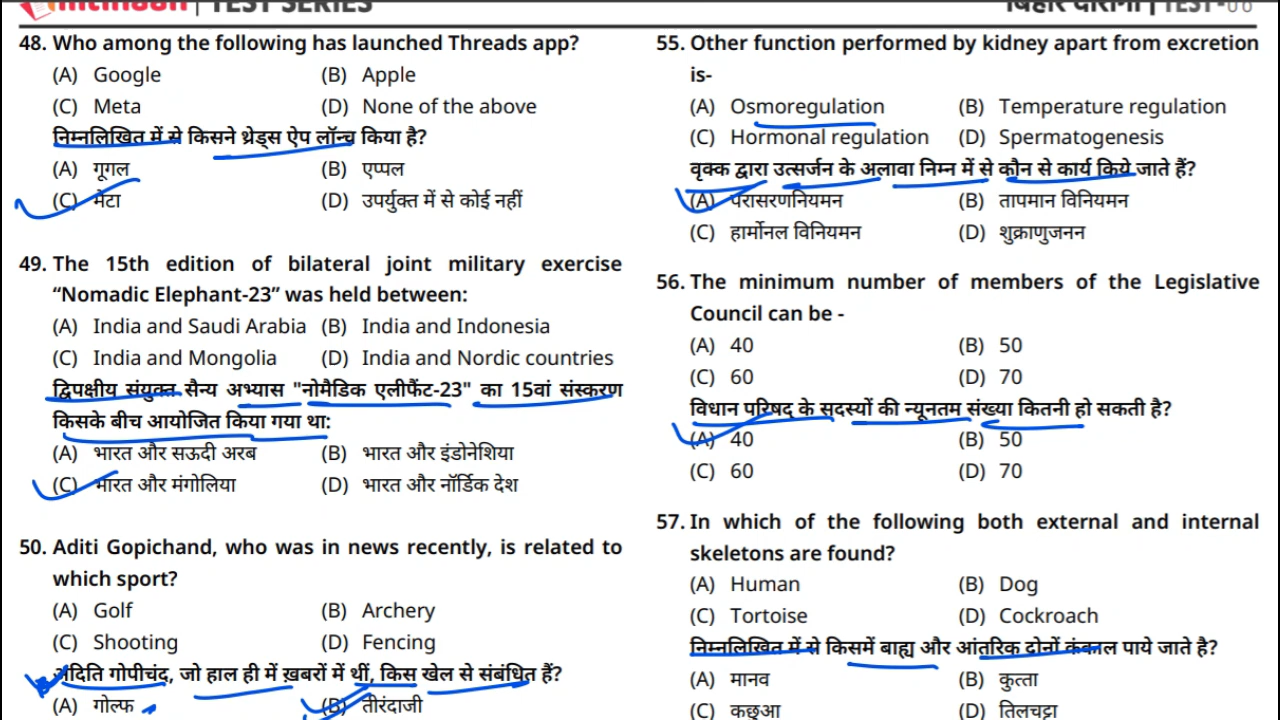 TEST SERIES
48. Who among the following has launched Threads app?
(A) Google (B) Apple
(C) Meta (D) None of the above
निम्नलिखित में से किसने थ्रेड्स ऐप लॉन्च किया है?
(A) गूगल (B) एप्पल
(C) मेटा (D) उपर्युक्त में से कोई नहीं
49. The 15th edition of bilateral joint military exercise
“Nomadic Elephant-23” was held between:
(A) India and Saudi Arabia (B) India and Indonesia
(C) India and Mongolia (D) India and Nordic countries
द्विपक्षीय संयुक्त सैन्य अभ्यास "नोमैडिक एलीफैंट-23" का 15वां संस्करण
किसके बीच आयोजित किया गया था:
(A) भारत और सऊदी अरब (B) भारत और इंडोनेशिया
(C) भारत और मंगोलिया (D) भारत और नॉर्डिक देश
50. Aditi Gopichand, who was in news recently, is related to
which sport?
(A) Golf (B) Archery
(C) Shooting (D) Fencing
अदिति गोपीचंद, जो हाल ही में ख़बरों में थीं, किस खेल से संबंधित हैं?
(A) गोल्फ (B) तीरंदाजी
बिहार दारोगा | TEST-06
55. Other function performed by kidney apart from excretion
is-
(A) Osmoregulation (B) Temperature regulation
(C) Hormonal regulation (D) Spermatogenesis
वृक्क द्वारा उत्सर्जन के अलावा निम्न में से कौन से कार्य किये जाते हैं?
(A) परासरणनियमन (B) तापमान विनियमन
(C) हार्मोनल विनियमन (D) शुक्राणुजनन
56. The minimum number of members of the Legislative
Council can be -
(A) 40 (B) 50
(C) 60 (D) 70
विधान परिषद के सदस्यों की न्यूनतम संख्या कितनी हो सकती है?
(A) 40 (B) 50
(C) 60 (D) 70
57. In which of the following both external and internal
skeletons are found?
(A) Human (B) Dog
(C) Tortoise (D) Cockroach
निम्नलिखित में से किसमें बाह्य और आंतरिक दोनों कंकाल पाये जाते है?
(A) मानव (B) कुत्ता
(C) कछुआ (D) तिलचट्टा